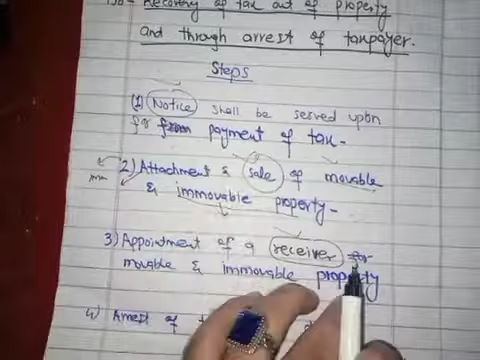 Recovery of tax out of property
and through arrest of taxpayer.
Steps
(1) Notice shall be served upon
for from payment of tax.
2) Attachment & sale of movable
& immovable property.
3) Appointment of a receiver for
movable & immovable property
4) Arrest of